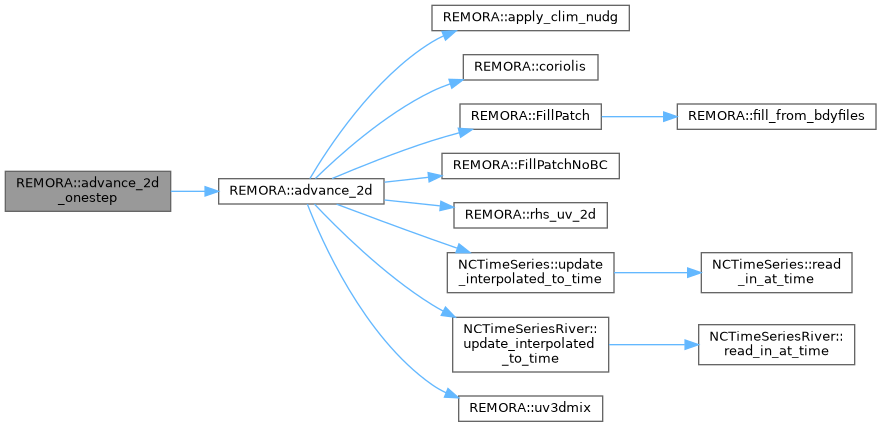 REMORA::advance_2d
_onestep
REMORA::advance_2d
REMORA::apply_clim_nudg
REMORA::coriolis
REMORA::FillPatch
REMORA::fill_from_bdyfiles
REMORA::FillPatchNoBC
REMORA::rhs_uv_2d
NCTimeSeries::update
_interpolated_to_time
NCTimeSeries::read
_in_at_time
NCTimeSeriesRiver::
update_interpolated
_to_time
NCTimeSeriesRiver::
read_in_at_time
REMORA::uv3dmix